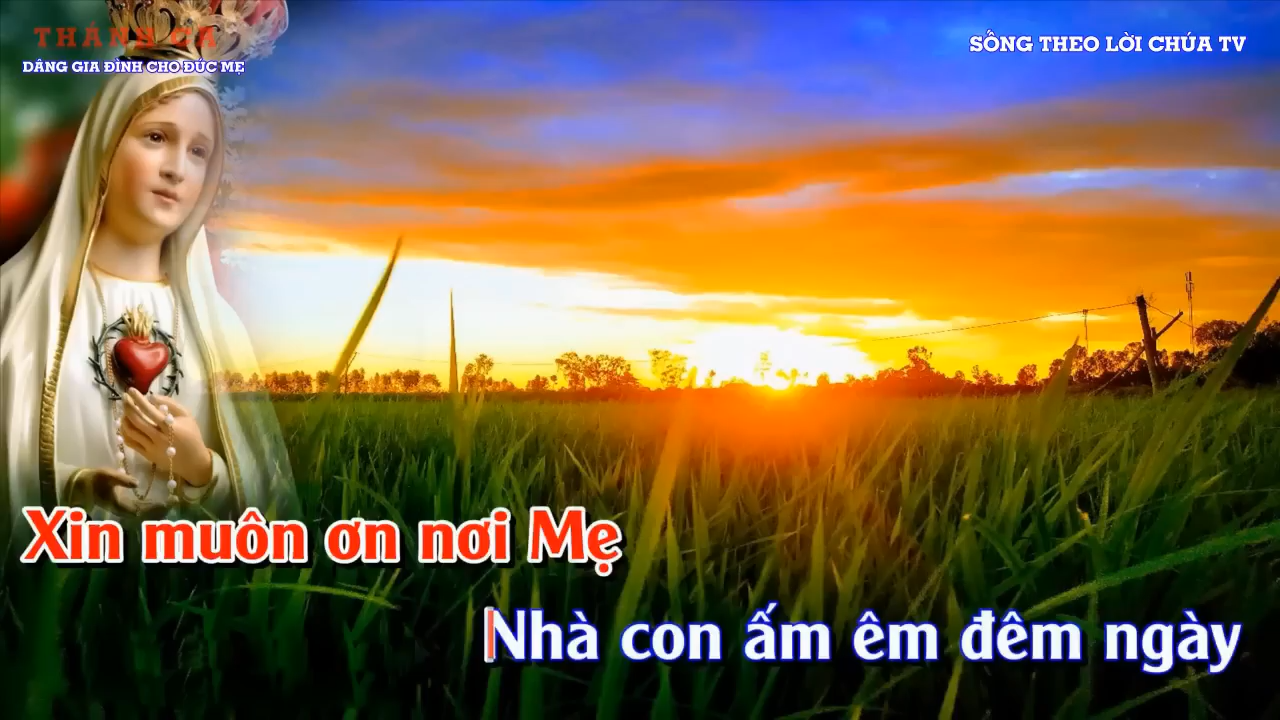 THÁNH CA
DÂNG GIA ĐÌNH CHO ĐỨC MẸ
SỐNG THEO LỜI CHÚA TV
Xin muôn ơn nơi Mẹ
Nhà con ấm êm đêm ngày